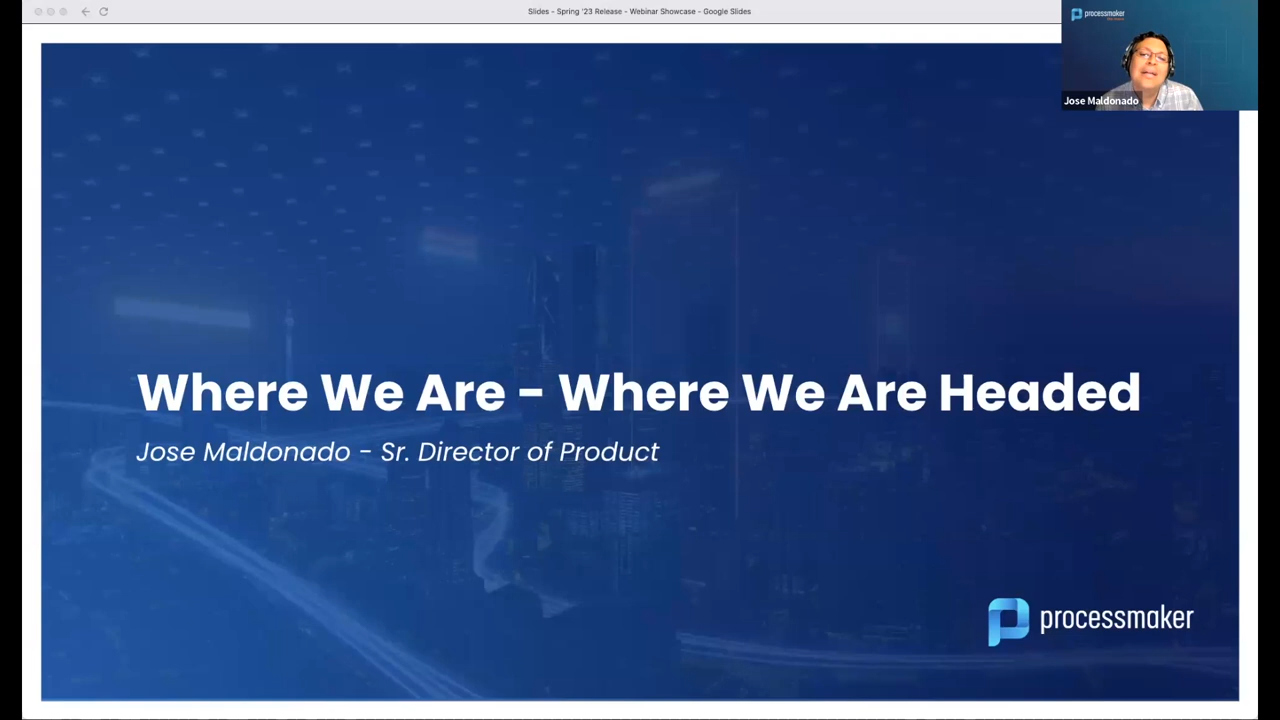 Slides - Spring '23 Release - Webinar Showcase - Google Slides
processmaker
Jose Maldonado
Where We Are - Where We Are Headed
Jose Maldonado - Sr. Director of Product
processmaker